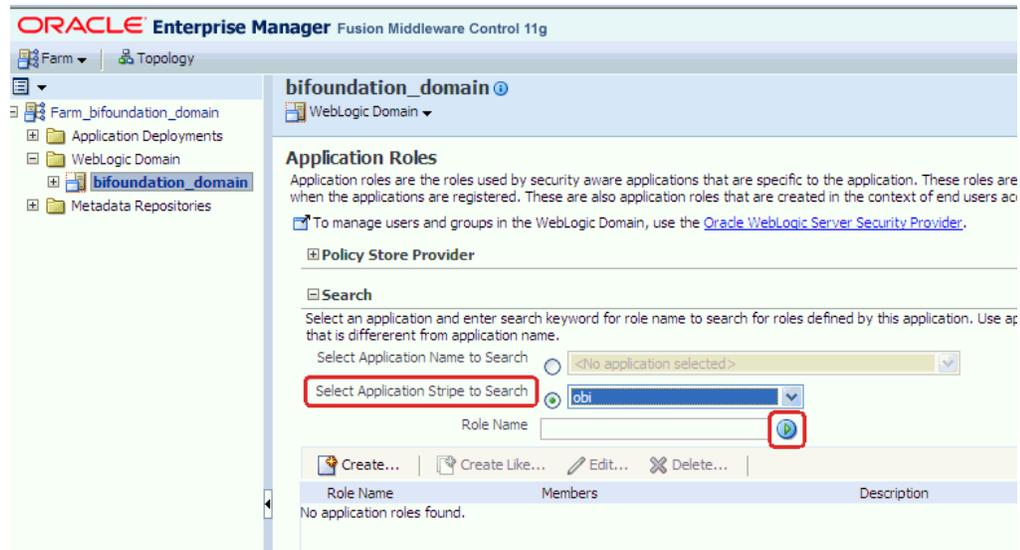 ORACLE Enterprise Manager Fusion Middleware Control 11g
Farm
Topology
Farm_bifoundation_domain
Application Deployments
WebLogic Domain
bifoundation_domain
Metadata Repositories
bifoundation_domain
WebLogic Domain
Application Roles
Application roles are the roles used by security aware applications that are specific to the application. These roles are
when the applications are registered. These are also application roles that are created in the context of end users ac
To manage users and groups in the WebLogic Domain, use the Oracle WebLogic Server Security Provider.
Policy Store Provider
Search
Select an application and enter search keyword for role name to search for roles defined by this application. Use ap
that is differerent from application name.
Select Application Name to Search
<No application selected>
Select Application Stripe to Search
obi
Role Name
Create... Create Like... Edit... Delete...
Role Name Members Description
No application roles found.